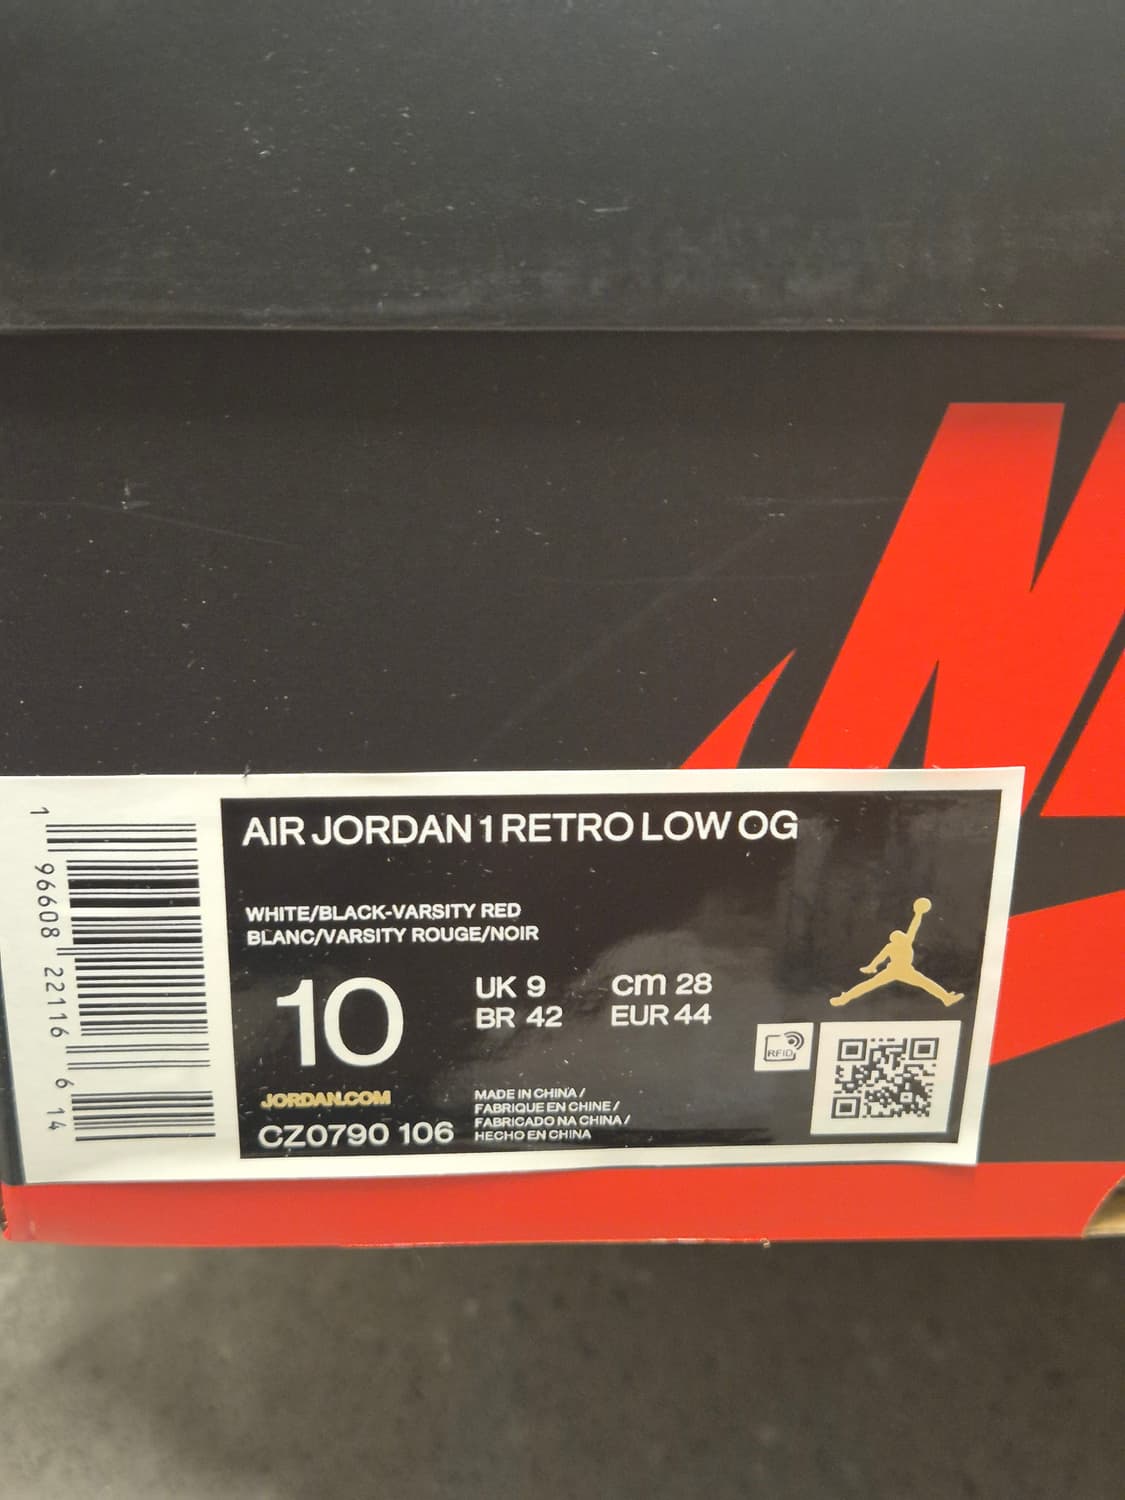 AIR JORDAN 1 RETRO LOW OG
WHITE/BLACK-VARSITY RED
BLANC/VARSITY ROUGE/NOIR
10
UK 9
cm 28
BR 42
EUR 44
JORDAN.COM
CZ0790 106
MADE IN CHINA /
FABRIQUE EN CHINE /
FABRICADO NA CHINA /
HECHO EN CHINA
RFID
1 96608 22116 6 14